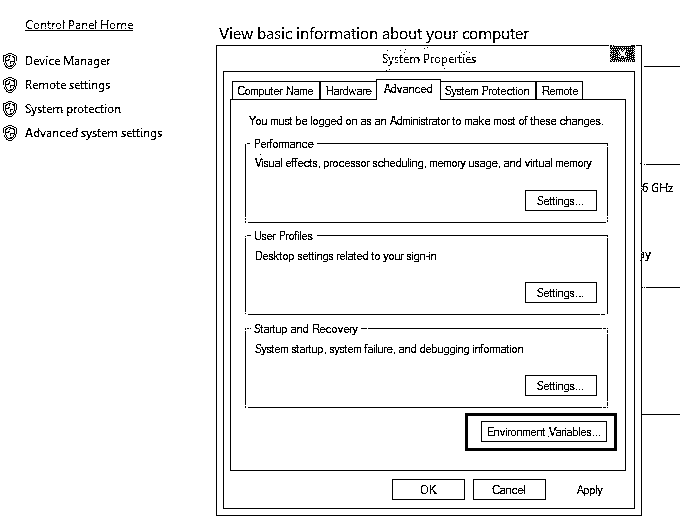 Control Panel Home
Device Manager
Remote settings
System protection
Advanced system settings
View basic information about your computer
System Properties
Computer Name
Hardware
Advanced
System Protection
Remote
You must be logged on as an Administrator to make most of these changes.
Performance
Visual effects, processor scheduling, memory usage, and virtual memory
Settings...
User Profiles
Desktop settings related to your sign-in
Settings...
Startup and Recovery
System startup, system failure, and debugging information
Settings...
Environment Variables...
OK
Cancel
Apply
GHz